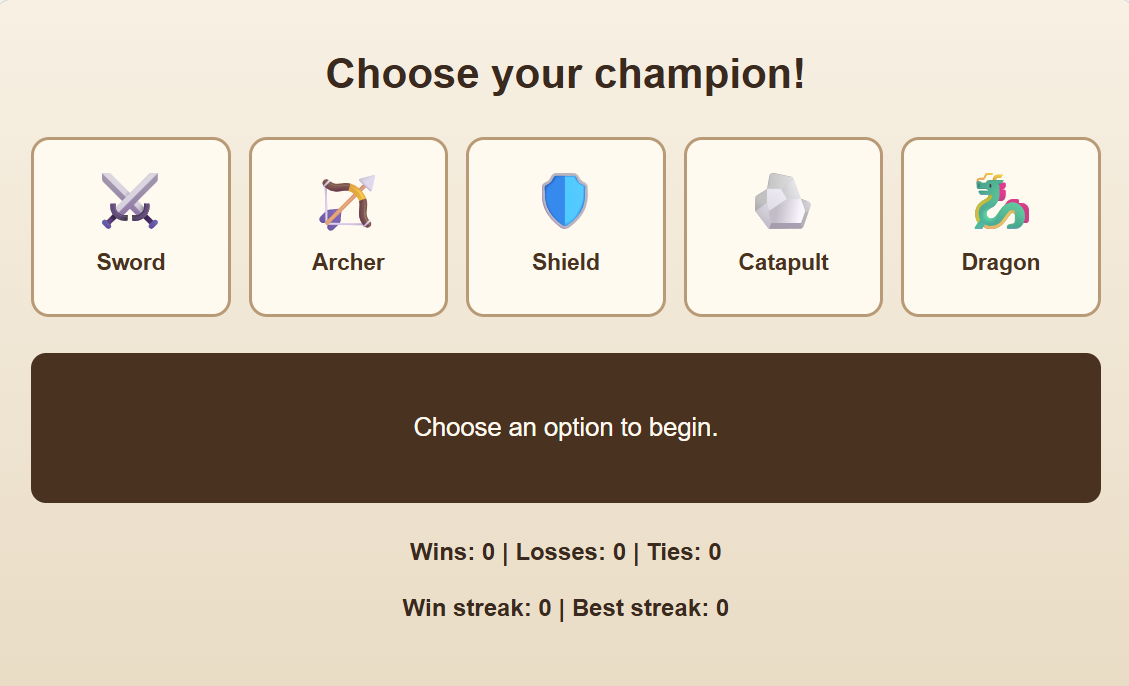 Choose your champion!
Sword
Archer
Shield
Catapult
Dragon
Choose an option to begin.
Wins: 0 | Losses: 0 | Ties: 0
Win streak: 0 | Best streak: 0